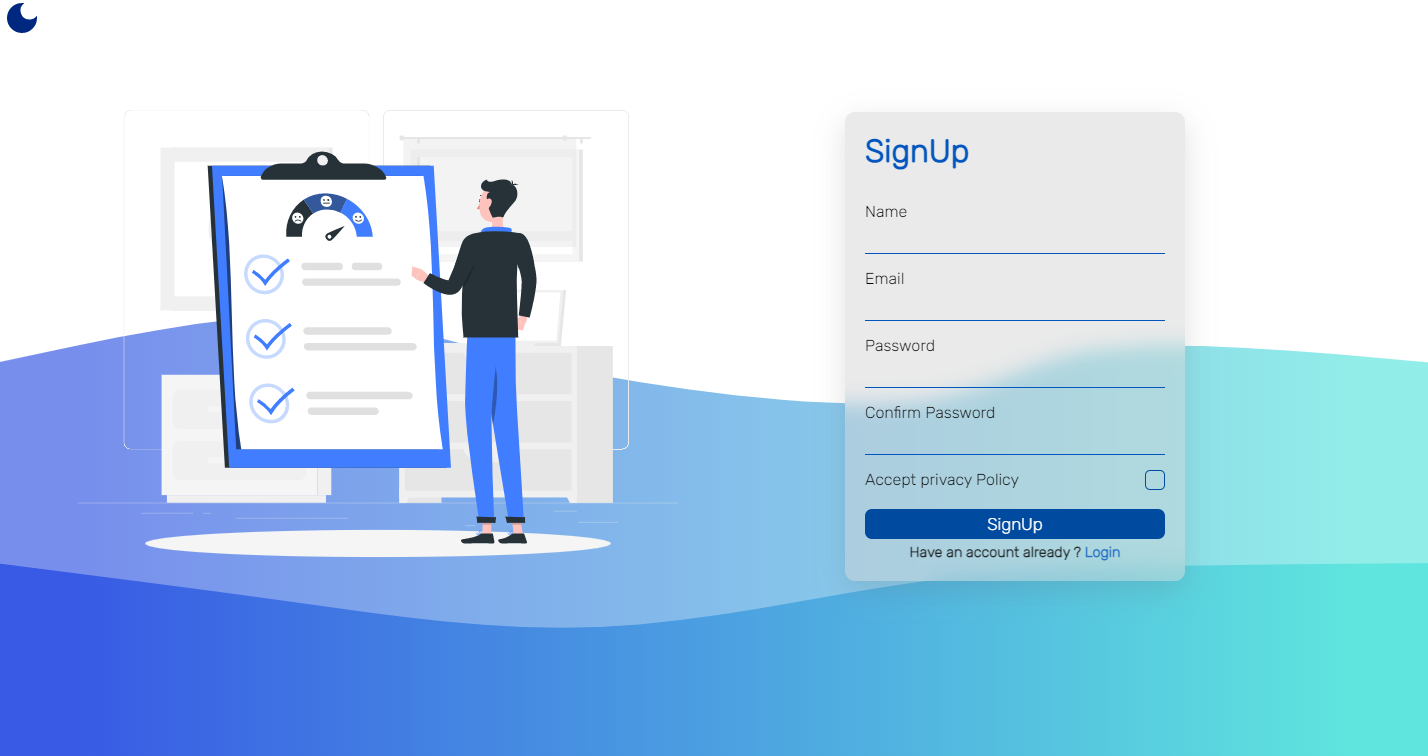 SignUp
Name
Email
Password
Confirm Password
Accept privacy Policy
SignUp
Have an account already ? Login